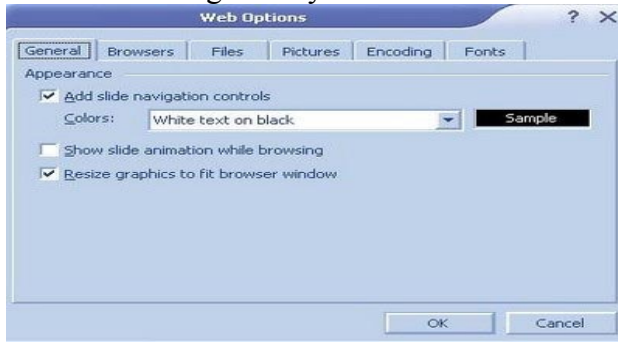 Web Options ? ×
General Browsers Files Pictures Encoding Fonts
Appearance
Add slide navigation controls
Colors: White text on black Sample
Show slide animation while browsing
Resize graphics to fit browser window
OK Cancel